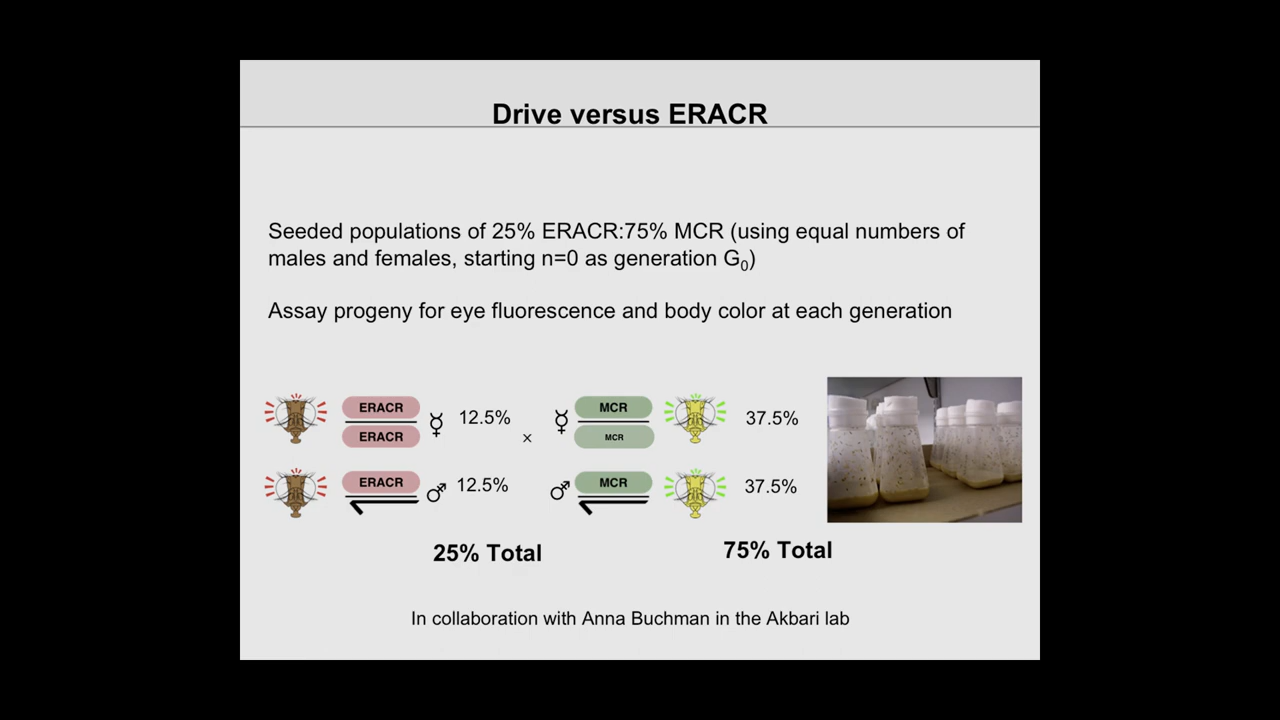 Drive versus ERACR
Seeded populations of 25% ERACR:75% MCR (using equal numbers of
males and females, starting n=0 as generation G₀)
Assay progeny for eye fluorescence and body color at each generation
ERACR
ERACR
☿ 12.5%
x
☿
MCR
MCR
37.5%
ERACR
♂ 12.5%
♂
MCR
37.5%
25% Total
75% Total
In collaboration with Anna Buchman in the Akbari lab